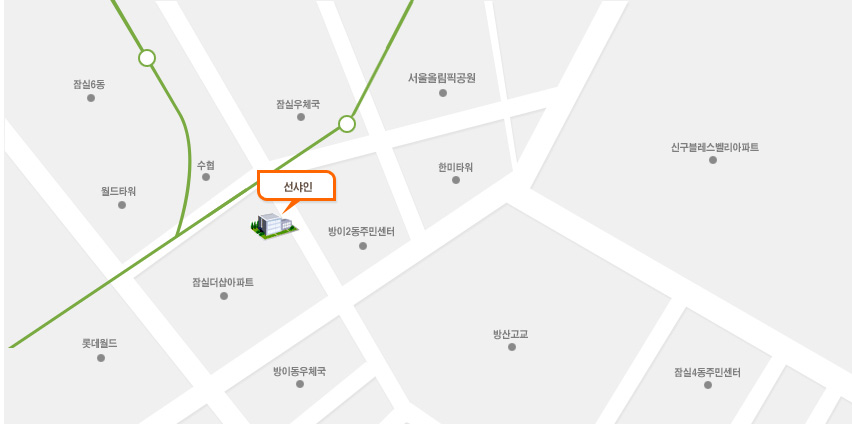 서울올림픽공원
잠실6동
잠실우체국
신구블레스벨리아파트
수협
한미타워
선샤인
월드타워
방이2동주민센터
잠실더샵아파트
방산고교
롯데월드
방이동우체국
잠실4동주민센터